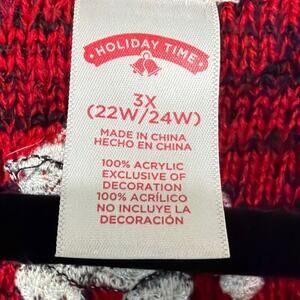 HOLIDAY TIME
3X
(22W/24W)
MADE IN CHINA
HECHO EN CHINA
100% ACRYLIC
EXCLUSIVE OF
DECORATION
100% ACRÍLICO
NO INCLUYE LA
DECORACIÓN